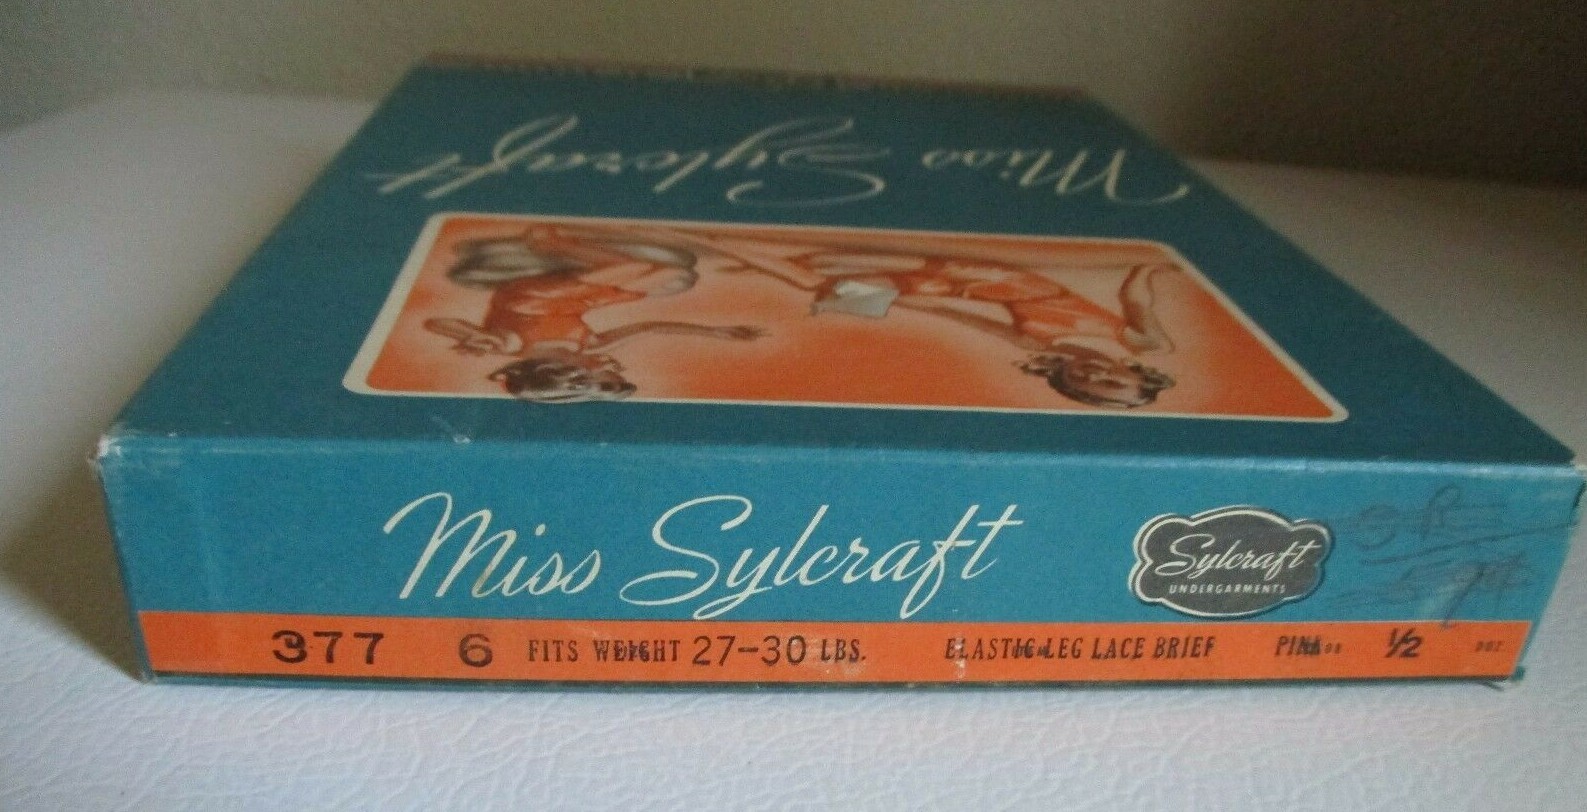 Miss Sylcraft
Miss Sylcraft
Sylcraft
UNDERGARMENTS
377 6 FITS WEIGHT 27-30 LBS. ELASTIC LEG LACE BRIEF PINK 1/2 DOZ